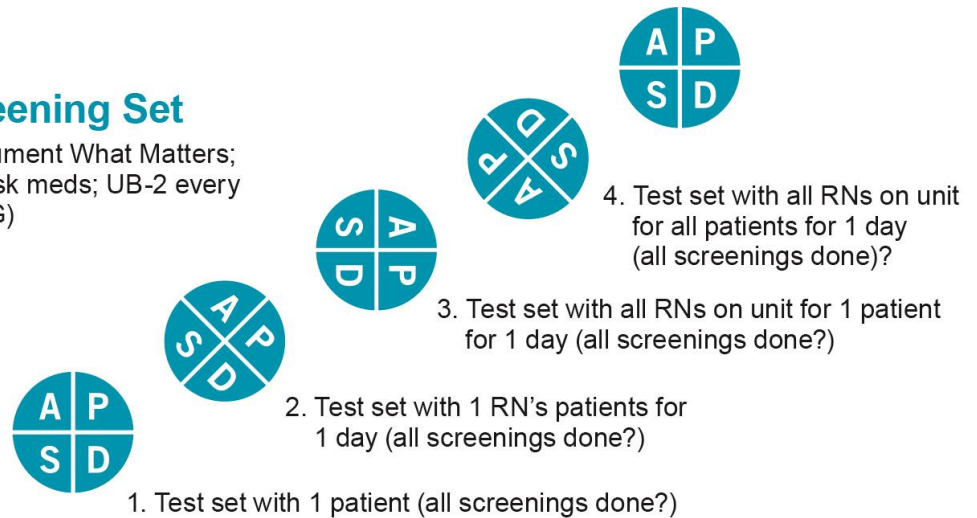 A P
S D
eening Set
ument What Matters;
sk meds; UB-2 every
G)
A P
S D
4. Test set with all RNs on unit
for all patients for 1 day
(all screenings done)?
A P
S D
3. Test set with all RNs on unit for 1 patient
for 1 day (all screenings done?)
A P
S D
2. Test set with 1 RN’s patients for
1 day (all screenings done?)
A P
S D
1. Test set with 1 patient (all screenings done?)